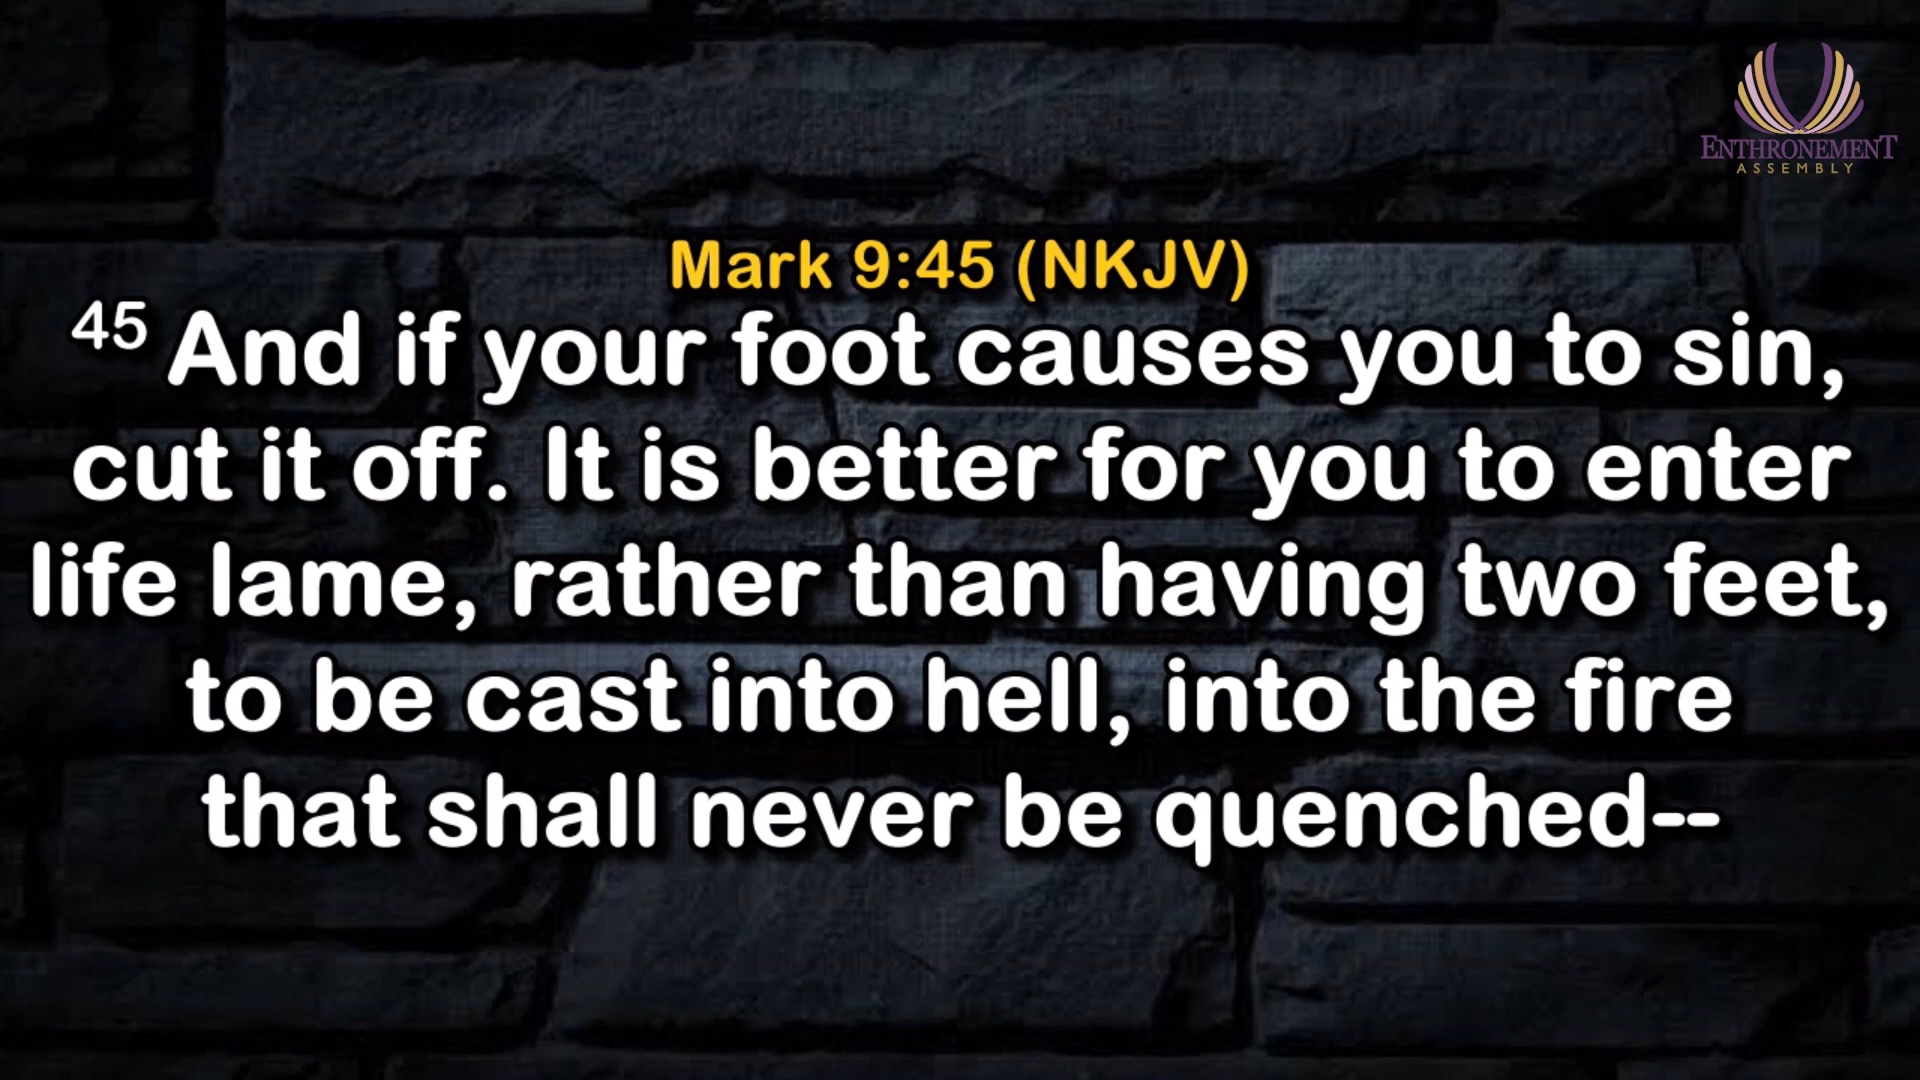 ENTHRONEMENT
ASSEMBLY
Mark 9:45 (NKJV)
45 And if your foot causes you to sin,
cut it off. It is better for you to enter
life lame, rather than having two feet,
to be cast into hell, into the fire
that shall never be quenched--